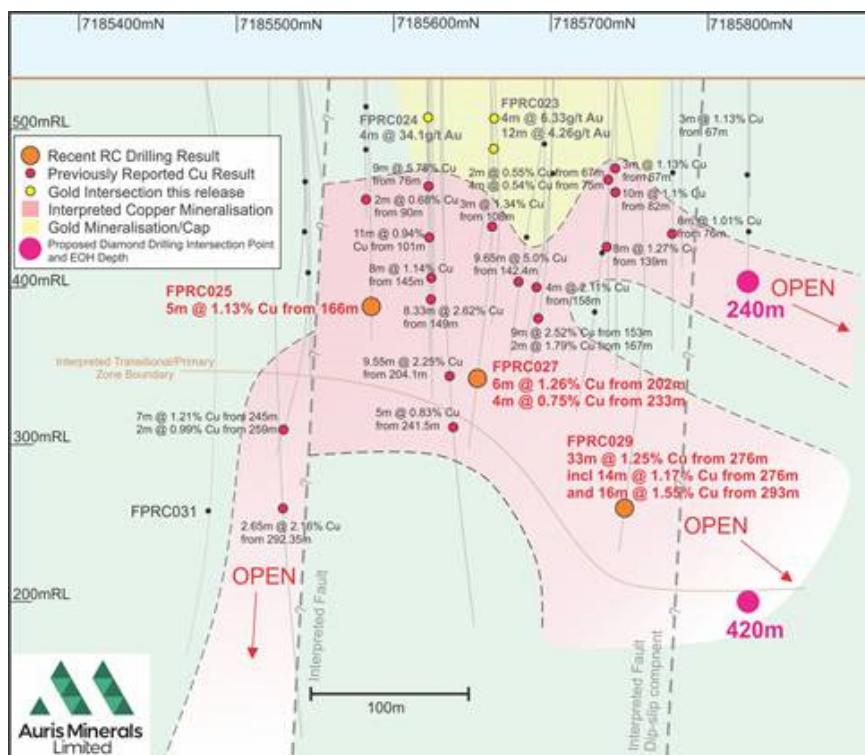 7185400mN 7185500mN 7185600mN 7185700mN 7185800mN
500mRL
400mRL
300mRL
200mRL
Recent RC Drilling Result
Previously Reported Cu Result
Gold Intersection this release
Interpreted Copper Mineralisation
Gold Mineralisation/Cap
Proposed Diamond Drilling Intersection Point
and EOH Depth
FPRC024
4m @ 34.1g/t Au
FPRC023
4m @ 6.33g/t Au
12m @ 4.26g/t Au
3m @ 1.13% Cu
from 67m
9m @ 5.78% Cu
from 76m
2m @ 0.55% Cu from 67m
4m @ 0.54% Cu from 75m
3m @ 1.13% Cu
from 67m
2m @ 0.68% Cu
from 90m
3m @ 1.34% Cu
from 108m
10m @ 1.1% Cu
from 82m
6m @ 1.01% Cu
from 76m
11m @ 0.94%
Cu from 101m
8m @ 1.27% Cu
from 139m
9.65m @ 5.0% Cu
from 142.4m
8m @ 1.14% Cu
from 145m
4m @ 2.11% Cu
from 158m
FPRC025
5m @ 1.13% Cu from 166m
8.33m @ 2.62% Cu
from 149m
9m @ 2.52% Cu from 153m
2m @ 1.79% Cu from 167m
240m
OPEN
Interpreted Transitional/Primary
Zone Boundary
9.55m @ 2.25% Cu
from 204.1m
FPRC027
6m @ 1.26% Cu from 202m
4m @ 0.75% Cu from 233m
7m @ 1.21% Cu from 245m
2m @ 0.99% Cu from 259m
5m @ 0.83% Cu
from 241.5m
FPRC029
33m @ 1.25% Cu from 276m
incl 14m @ 1.17% Cu from 276m
and 16m @ 1.55% Cu from 293m
FPRC031
2.65m @ 2.16% Cu
from 292.35m
OPEN
OPEN
420m
Interpreted Fault
Interpreted Fault
Dip-slip compnent
100m
Auris Minerals
Limited